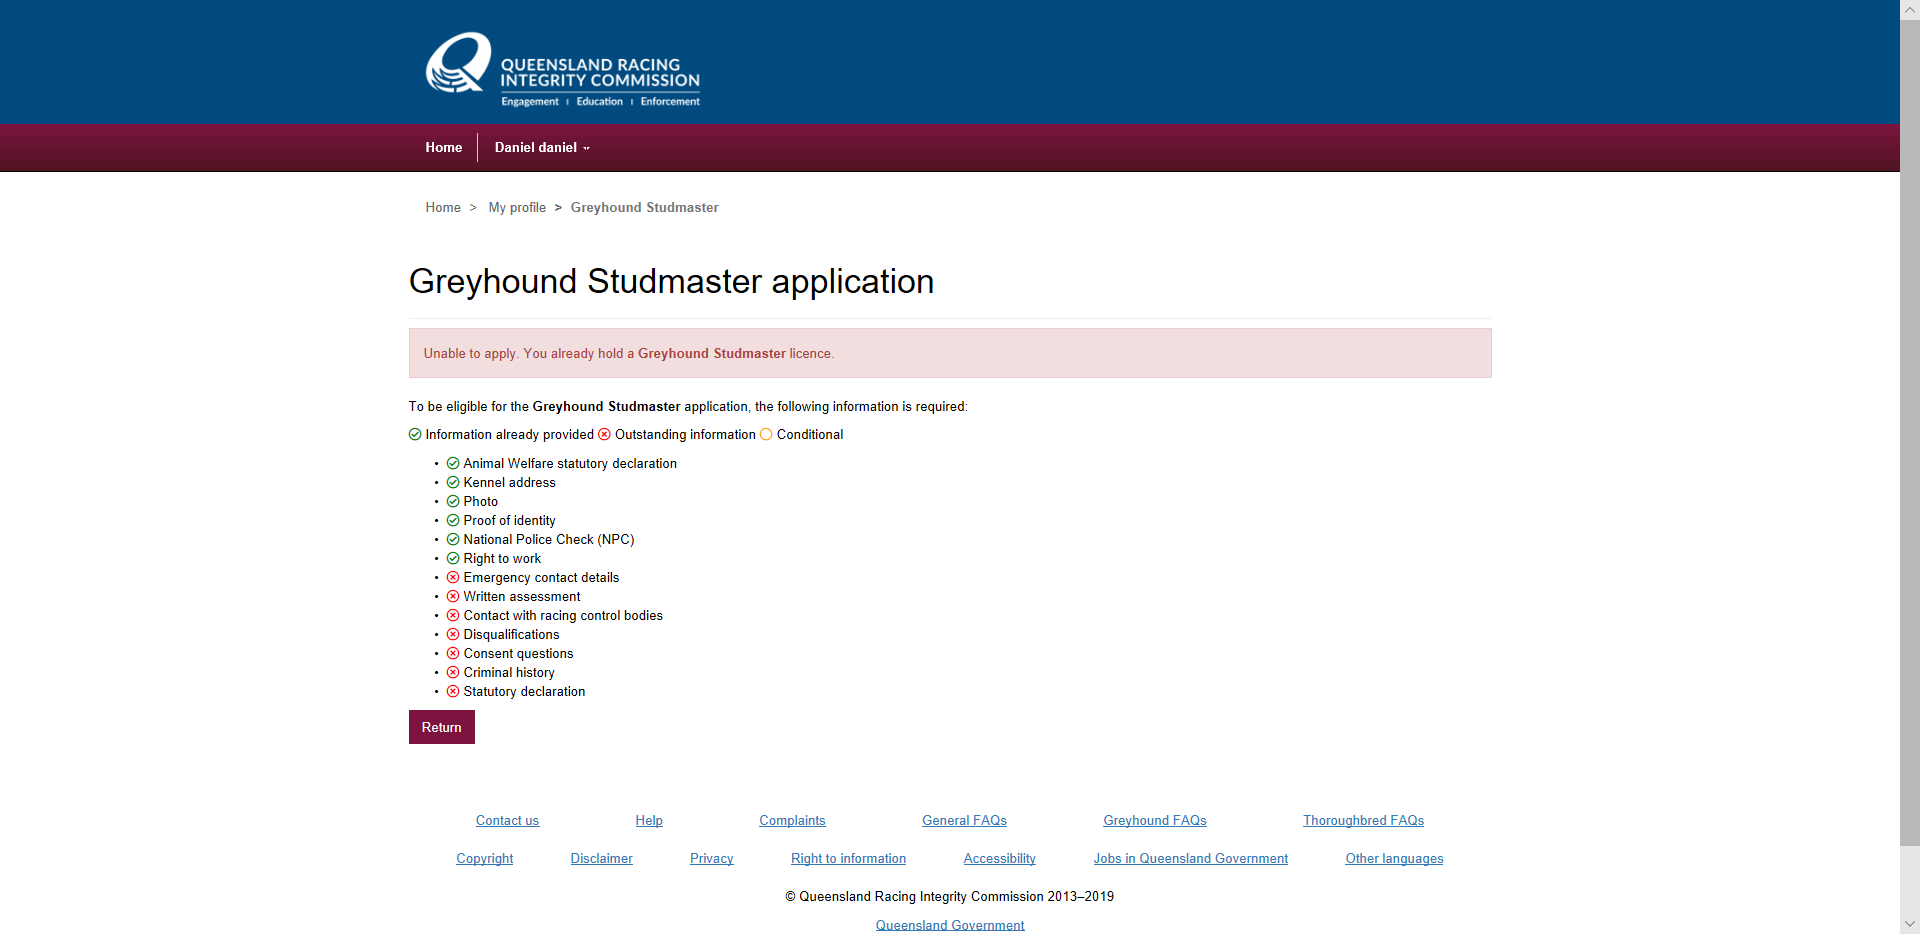 QUEENSLAND RACING
INTEGRITY COMMISSION
Engagement | Education | Enforcement
Home Daniel daniel
Home > My profile > Greyhound Studmaster
Greyhound Studmaster application
Unable to apply. You already hold a Greyhound Studmaster licence.
To be eligible for the Greyhound Studmaster application, the following information is required:
Information already provided Outstanding information Conditional
• Animal Welfare statutory declaration
• Kennel address
• Photo
• Proof of identity
• National Police Check (NPC)
• Right to work
• Emergency contact details
• Written assessment
• Contact with racing control bodies
• Disqualifications
• Consent questions
• Criminal history
• Statutory declaration
Return
Contact us Help Complaints General FAQs Greyhound FAQs Thoroughbred FAQs
Copyright Disclaimer Privacy Right to information Accessibility Jobs in Queensland Government Other languages
© Queensland Racing Integrity Commission 2013–2019
Queensland Government